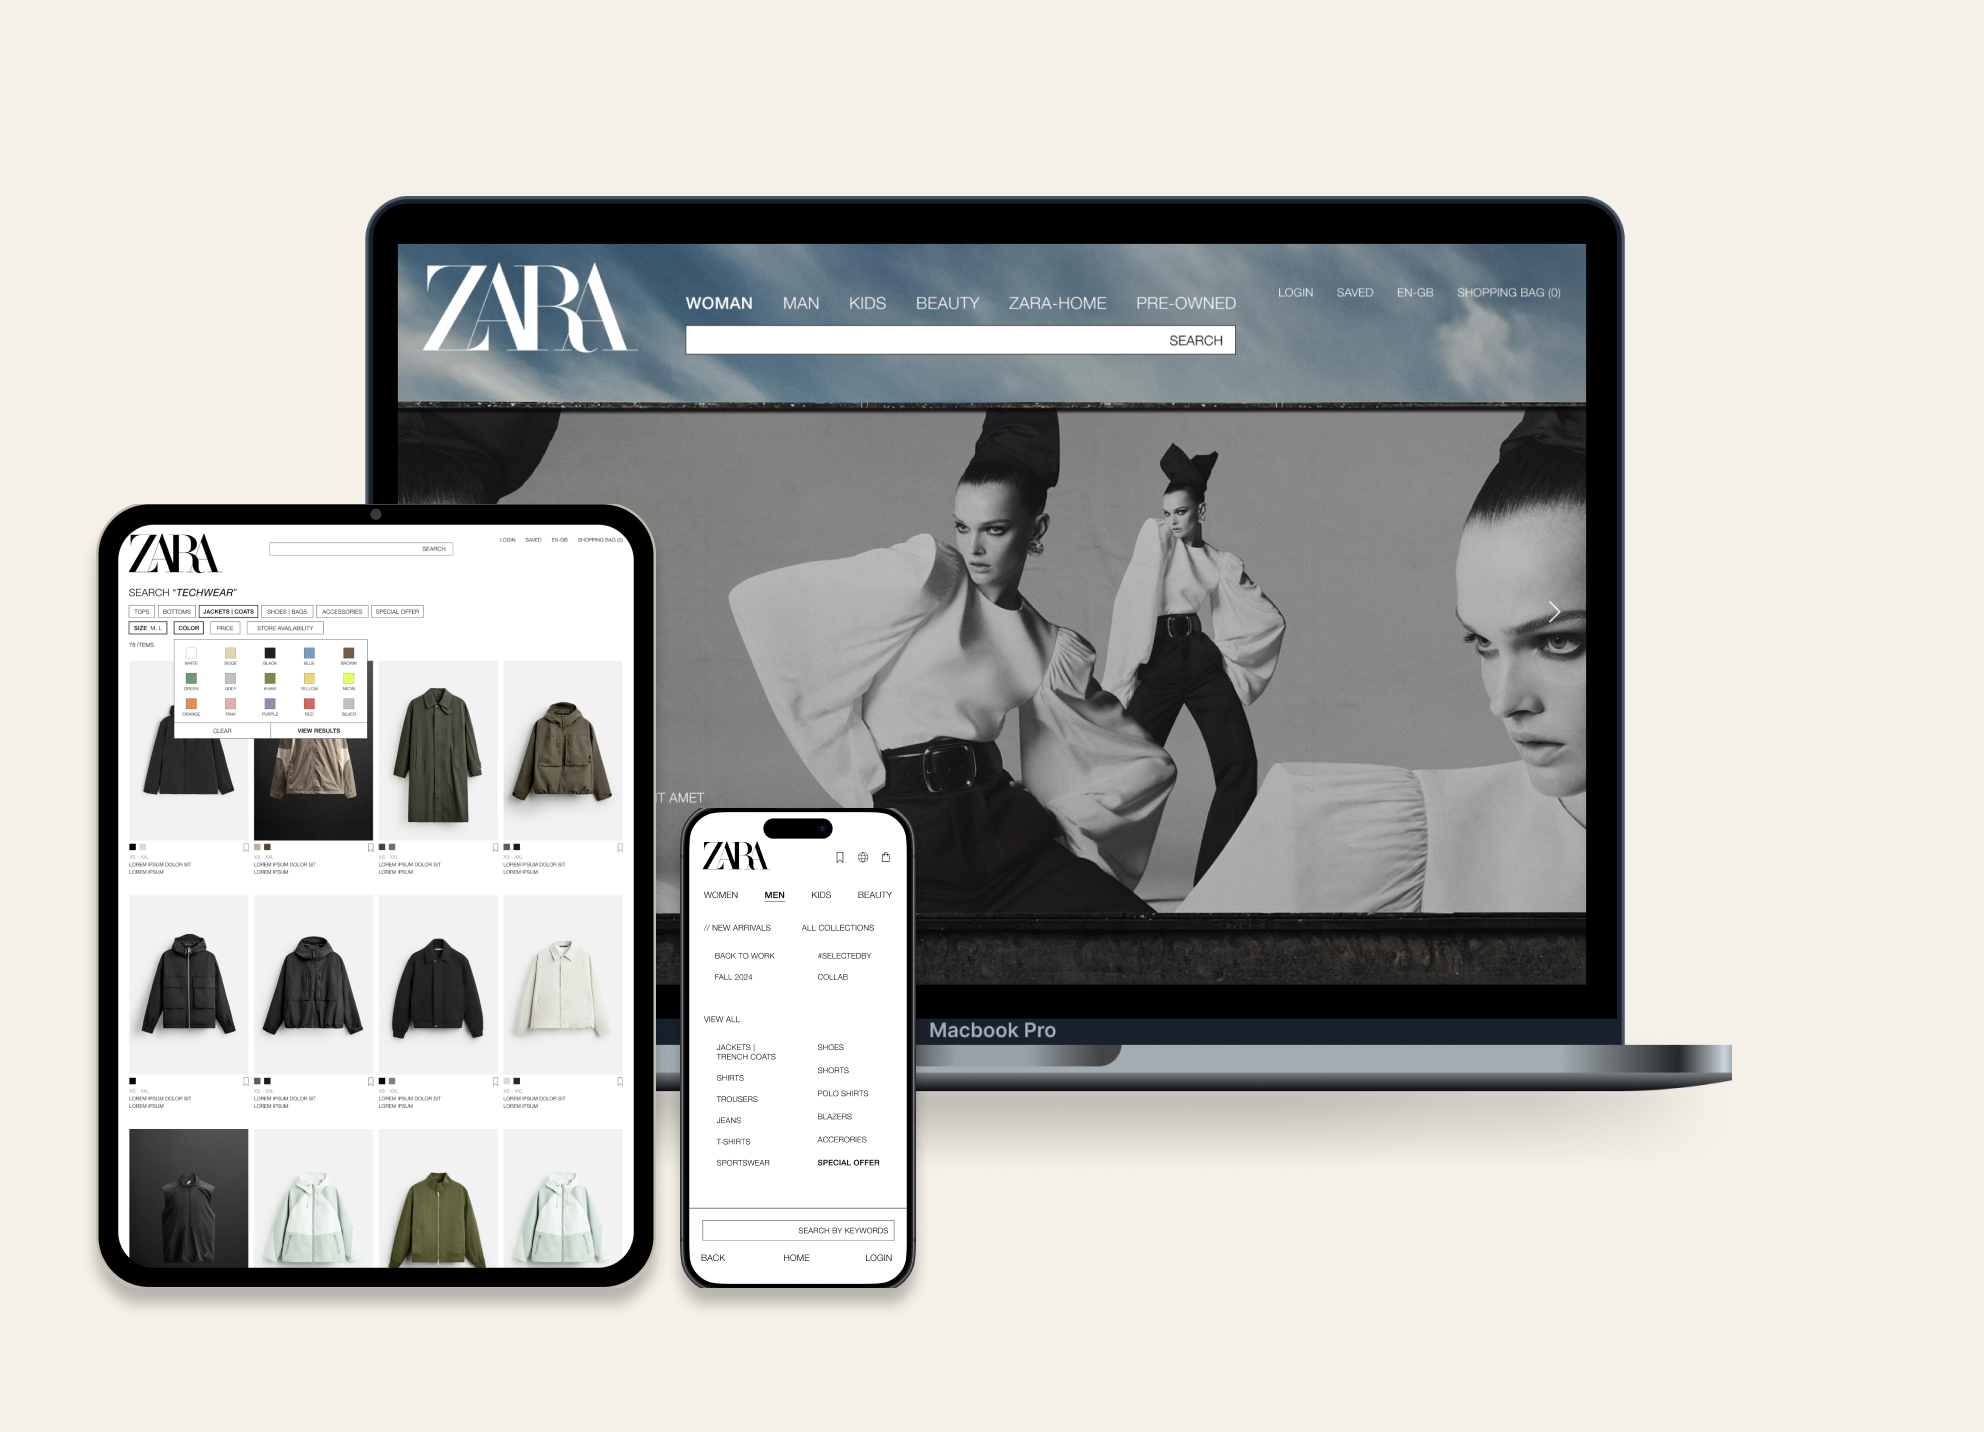 ZARA
WOMAN MAN KIDS BEAUTY ZARA-HOME PRE-OWNED
LOGIN SAVED EN-GB SHOPPING BAG (0)
SEARCH
T AMET
Macbook Pro
ZARA
SEARCH
LOGIN SAVED EN-GB SHOPPING BAG (0)
SEARCH “TECHWEAR”
TOPS BOTTOMS JACKETS | COATS SHOES | BAGS ACCESSORIES SPECIAL OFFER
SIZE M, L COLOR PRICE STORE AVAILABILITY
78 ITEMS
WHITE BEIGE BLACK BLUE BROWN
GREEN GREY KHAKI YELLOW NEON
ORANGE PINK PURPLE RED SILVER
CLEAR VIEW RESULTS
XS - XXL XS - XXL XS - XXL XS - XXL
LOREM IPSUM DOLOR SIT LOREM IPSUM DOLOR SIT LOREM IPSUM DOLOR SIT LOREM IPSUM DOLOR SIT
LOREM IPSUM LOREM IPSUM LOREM IPSUM LOREM IPSUM
XS - XXL XS - XXL XS - XXL XS - XXL
LOREM IPSUM DOLOR SIT LOREM IPSUM DOLOR SIT LOREM IPSUM DOLOR SIT LOREM IPSUM DOLOR SIT
LOREM IPSUM LOREM IPSUM LOREM IPSUM LOREM IPSUM
ZARA
WOMEN MEN KIDS BEAUTY
// NEW ARRIVALS ALL COLLECTIONS
BACK TO WORK #SELECTEDBY
FALL 2024 COLLAB
VIEW ALL
JACKETS | SHOES
TRENCH COATS
SHORTS
SHIRTS
POLO SHIRTS
TROUSERS
BLAZERS
JEANS
ACCERORIES
T-SHIRTS
SPORTSWEAR SPECIAL OFFER
SEARCH BY KEYWORDS
BACK HOME LOGIN